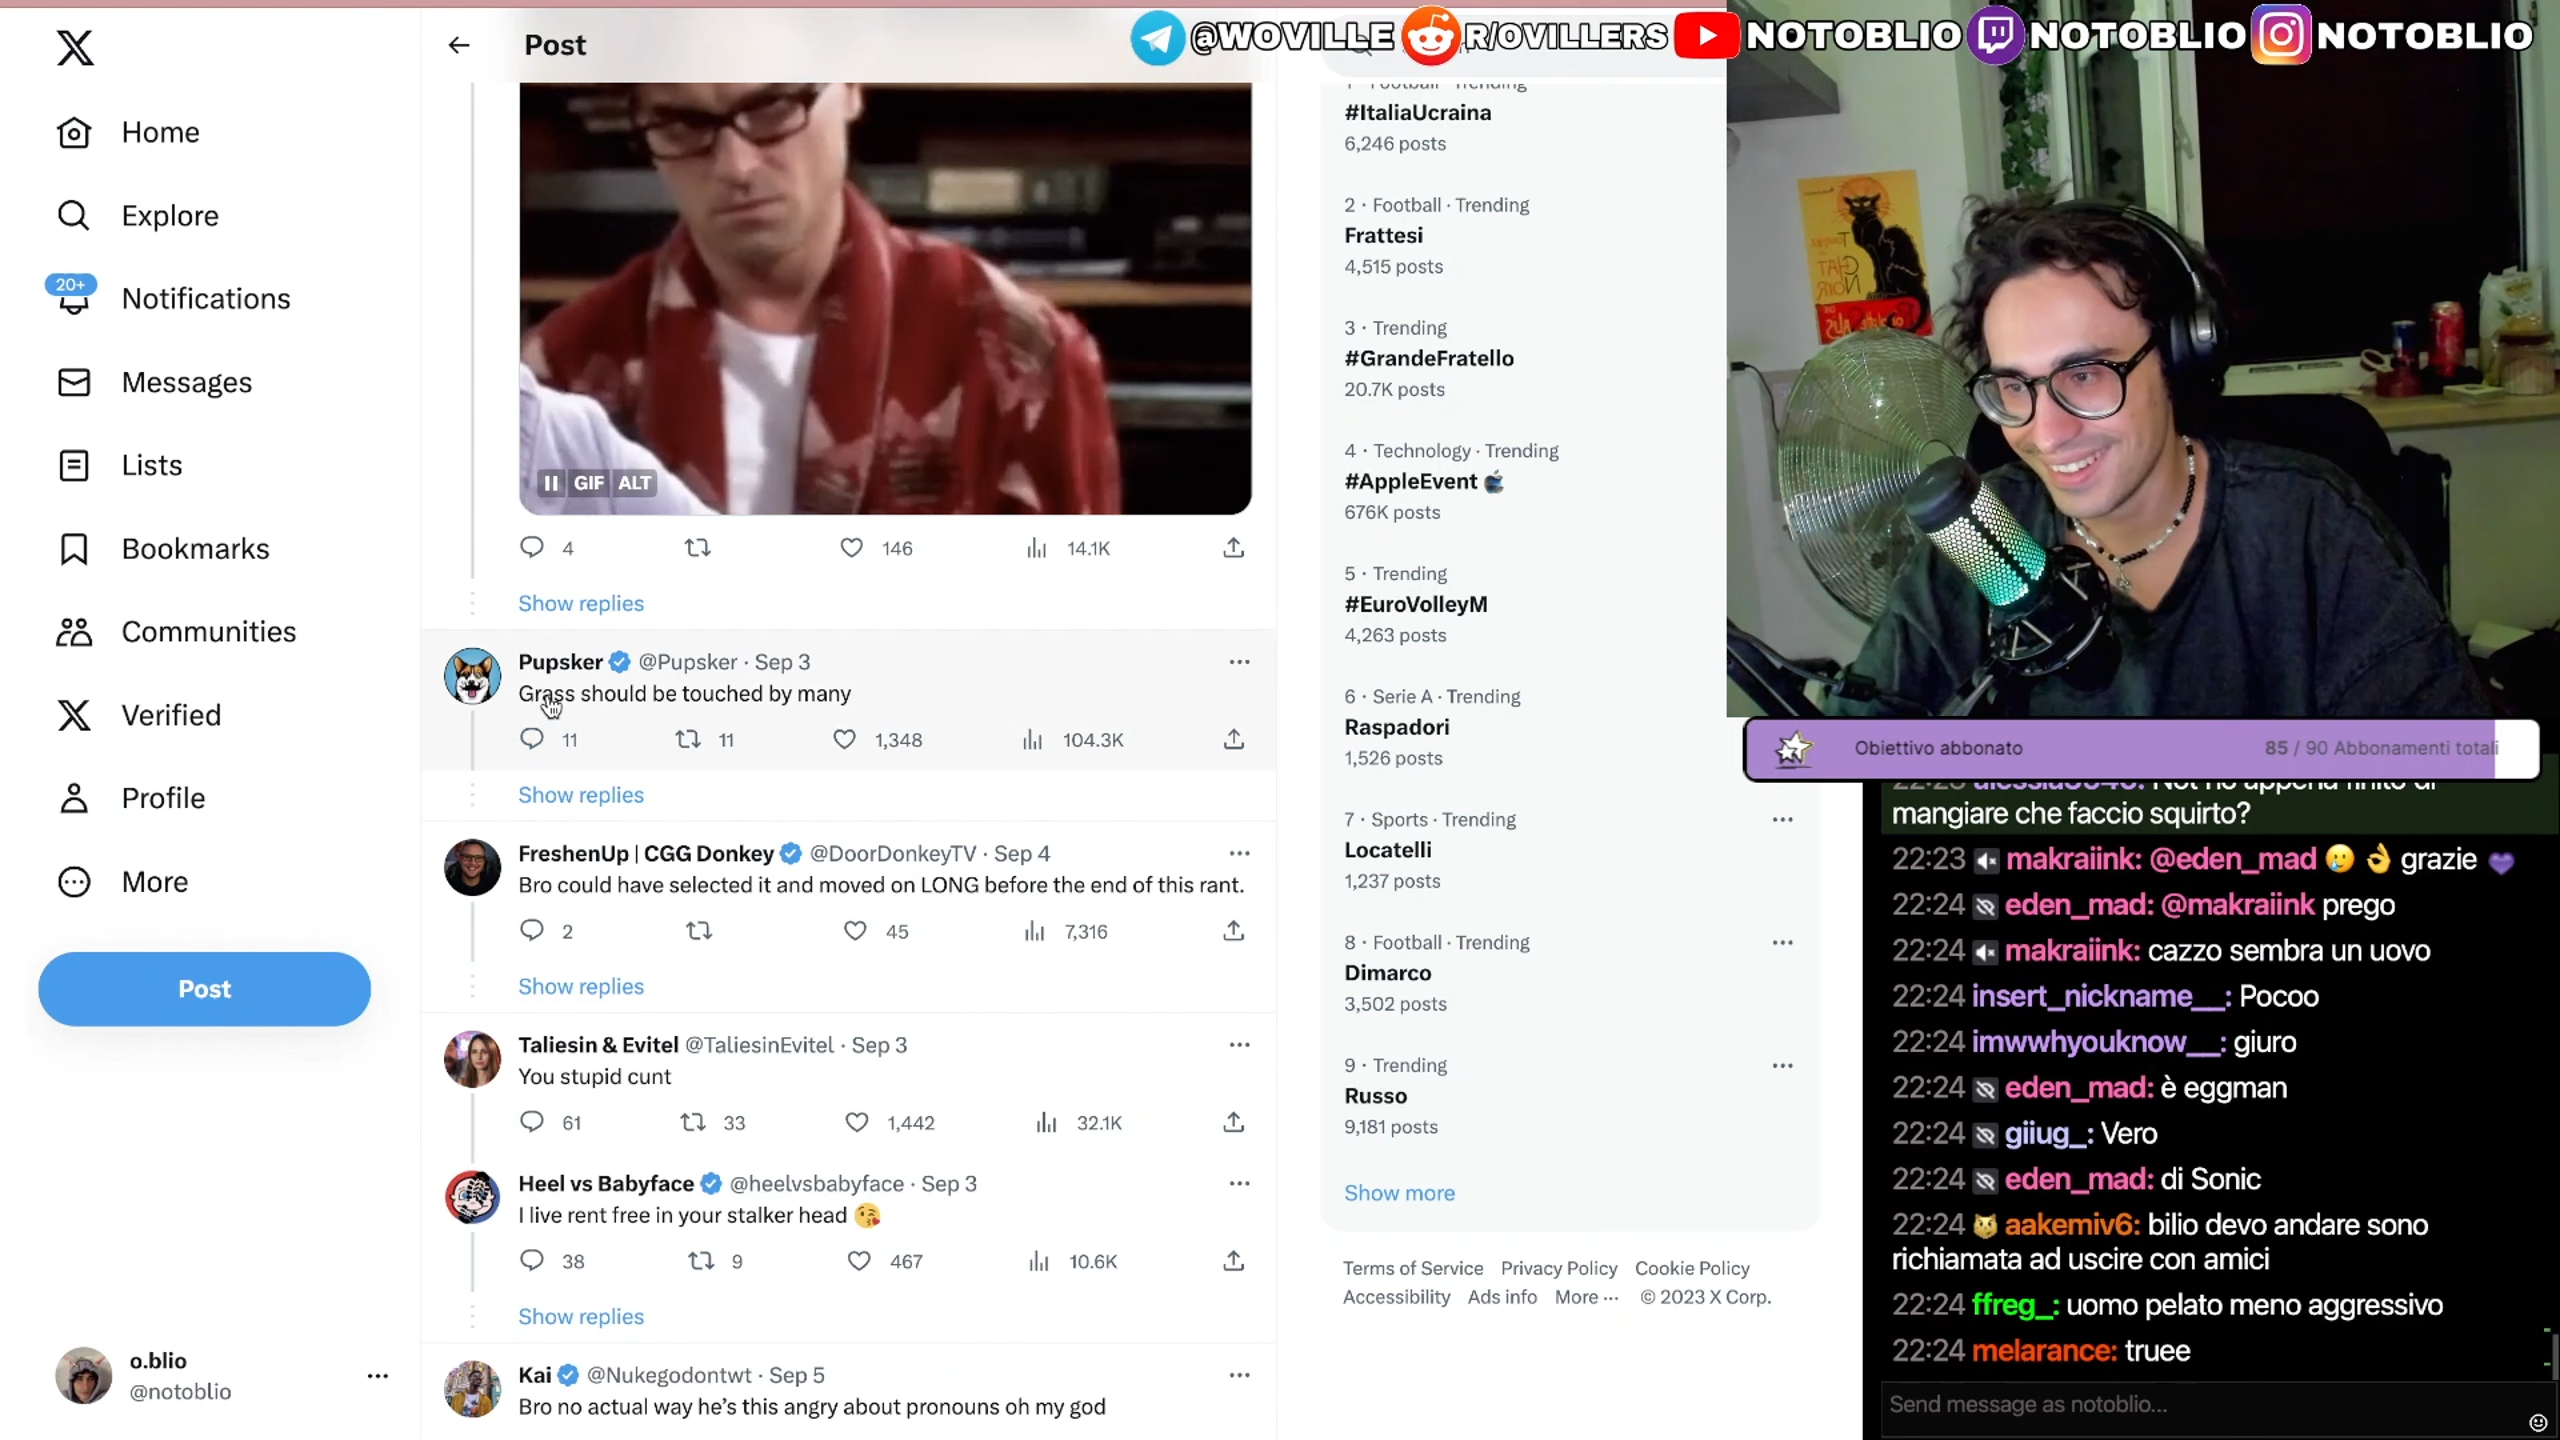 @WOVILLE R/OVILLERS NOTOBLIO NOTOBLIO NOTOBLIO
Post
Home
Explore
20+
Notifications
Messages
Lists
Bookmarks
Communities
Verified
Profile
More
Post
o.blio
@notoblio
GIF ALT
4 146 14.1K
Show replies
Pupsker @Pupsker · Sep 3
Grass should be touched by many
11 11 1,348 104.3K
Show replies
FreshenUp | CGG Donkey @DoorDonkeyTV · Sep 4
Bro could have selected it and moved on LONG before the end of this rant.
2 45 7,316
Show replies
Taliesin & Evitel @TaliesinEvitel · Sep 3
You stupid cunt
61 33 1,442 32.1K
Heel vs Babyface @heelvsbabyface · Sep 3
I live rent free in your stalker head 😘
38 9 467 10.6K
Show replies
Kai @Nukegodontwt · Sep 5
Bro no actual way he's this angry about pronouns oh my god
1 · Football · Trending
#ItaliaUcraina
6,246 posts
2 · Football · Trending
Frattesi
4,515 posts
3 · Trending
#GrandeFratello
20.7K posts
4 · Technology · Trending
#AppleEvent
676K posts
5 · Trending
#EuroVolleyM
4,263 posts
6 · Serie A · Trending
Raspadori
1,526 posts
7 · Sports · Trending
Locatelli
1,237 posts
8 · Football · Trending
Dimarco
3,502 posts
9 · Trending
Russo
9,181 posts
Show more
Terms of Service Privacy Policy Cookie Policy
Accessibility Ads info More ··· © 2023 X Corp.
Obiettivo abbonato 85 / 90 Abbonamenti totali
mangiare che faccio squirto?
22:23 makraiink: @eden_mad 🥲 👌 grazie 💜
22:24 eden_mad: @makraiink prego
22:24 makraiink: cazzo sembra un uovo
22:24 insert_nickname__: Pocoo
22:24 imwwhyouknow__: giuro
22:24 eden_mad: è eggman
22:24 giiug_: Vero
22:24 eden_mad: di Sonic
22:24 aakemiv6: bilio devo andare sono
richiamata ad uscire con amici
22:24 ffreg_: uomo pelato meno aggressivo
22:24 melarance: truee
Send message as notoblio...